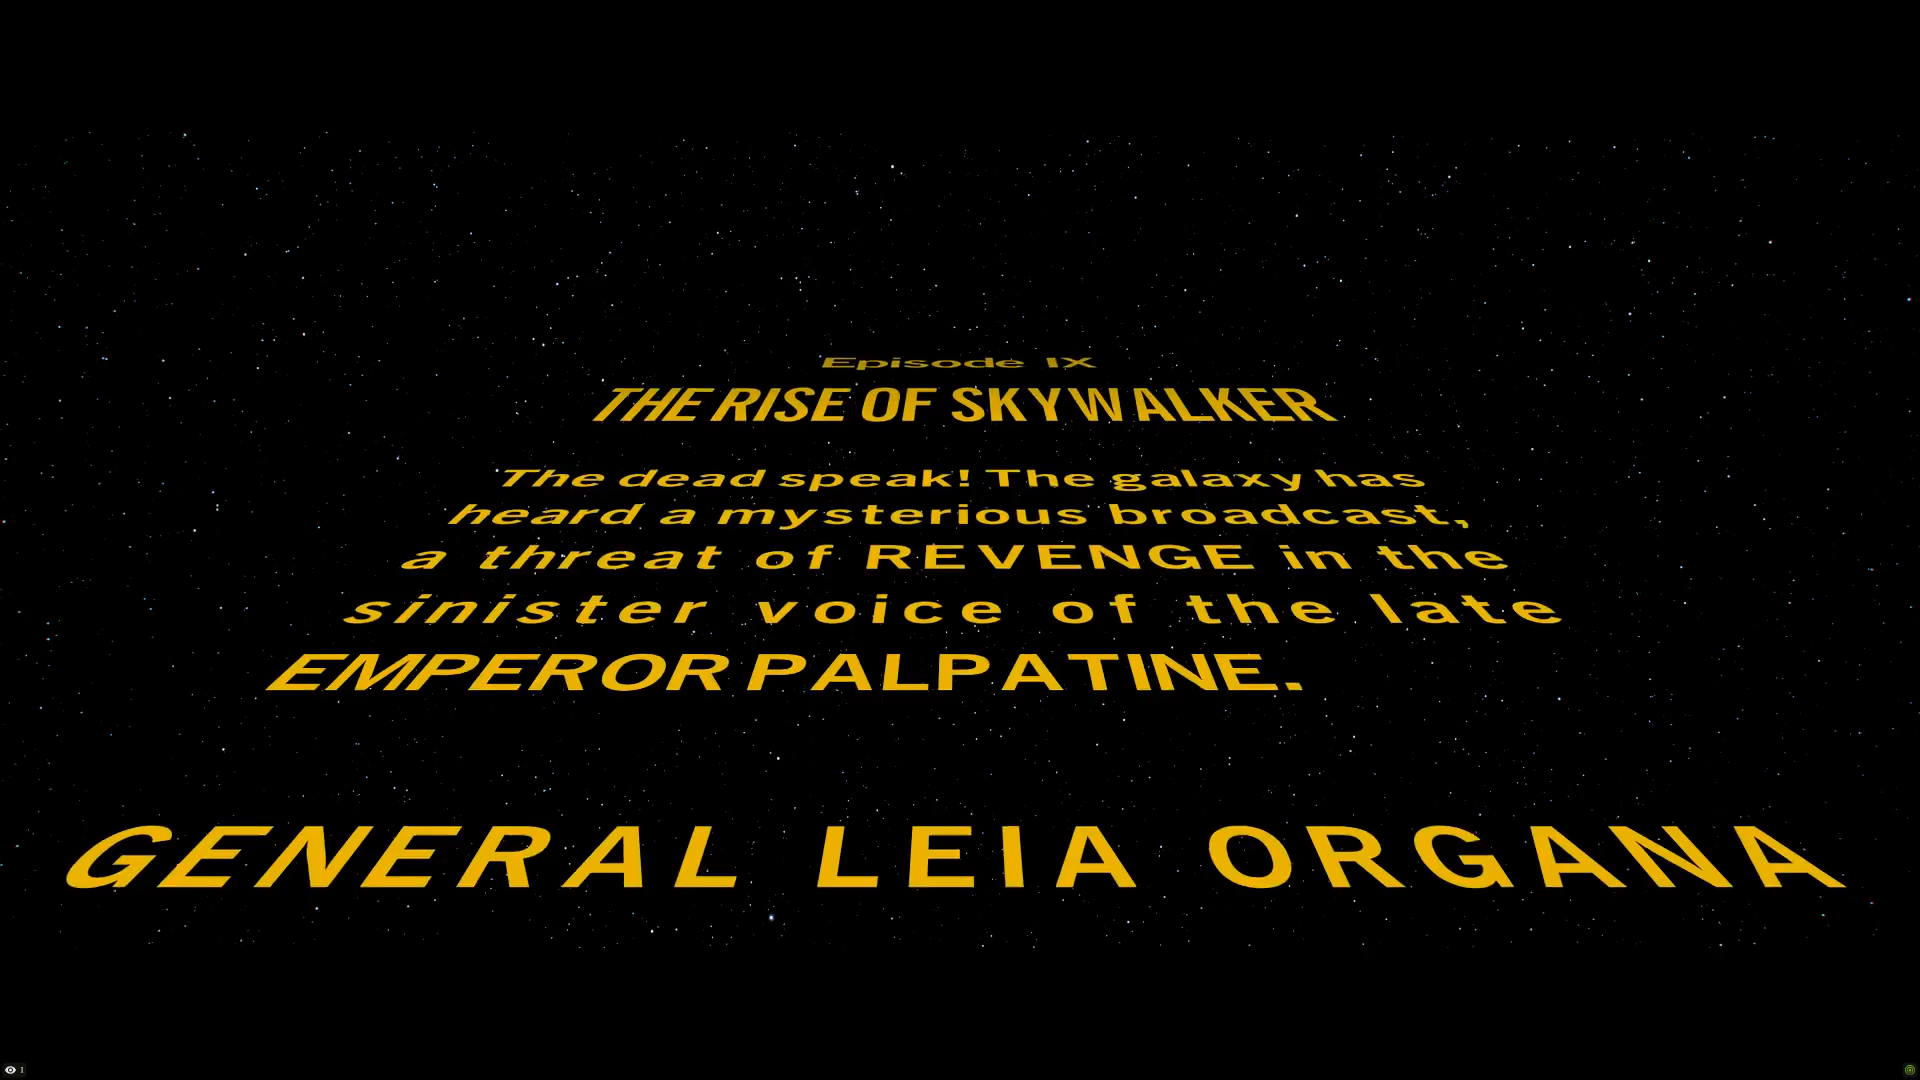 Episode IX
THE RISE OF SKYWALKER
The dead speak! The galaxy has
heard a mysterious broadcast,
a threat of REVENGE in the
sinister voice of the late
EMPEROR PALPATINE.
GENERAL LEIA ORGANA
1